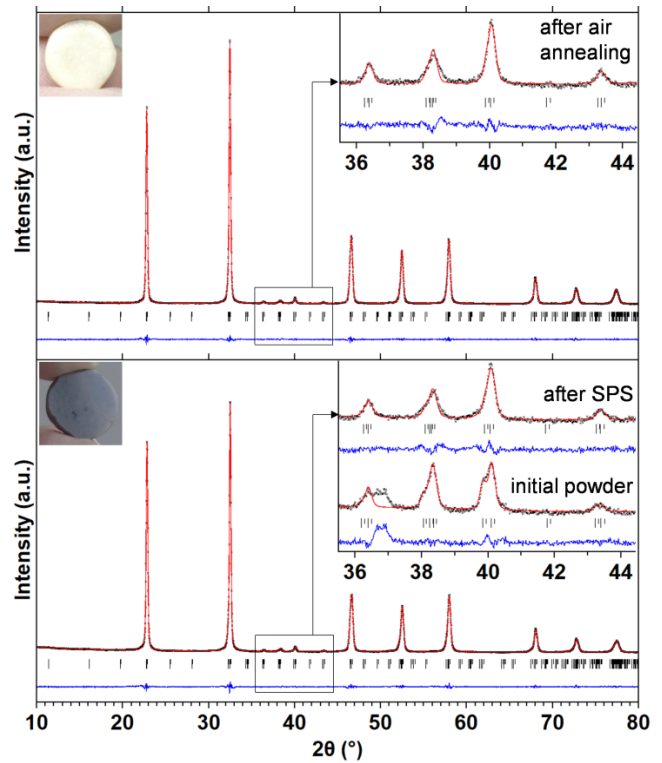 after air
annealing
36 38 40 42 44
Intensity (a.u.)
after SPS
initial powder
36 38 40 42 44
Intensity (a.u.)
10 20 30 40 50 60 70 80
2θ (°)